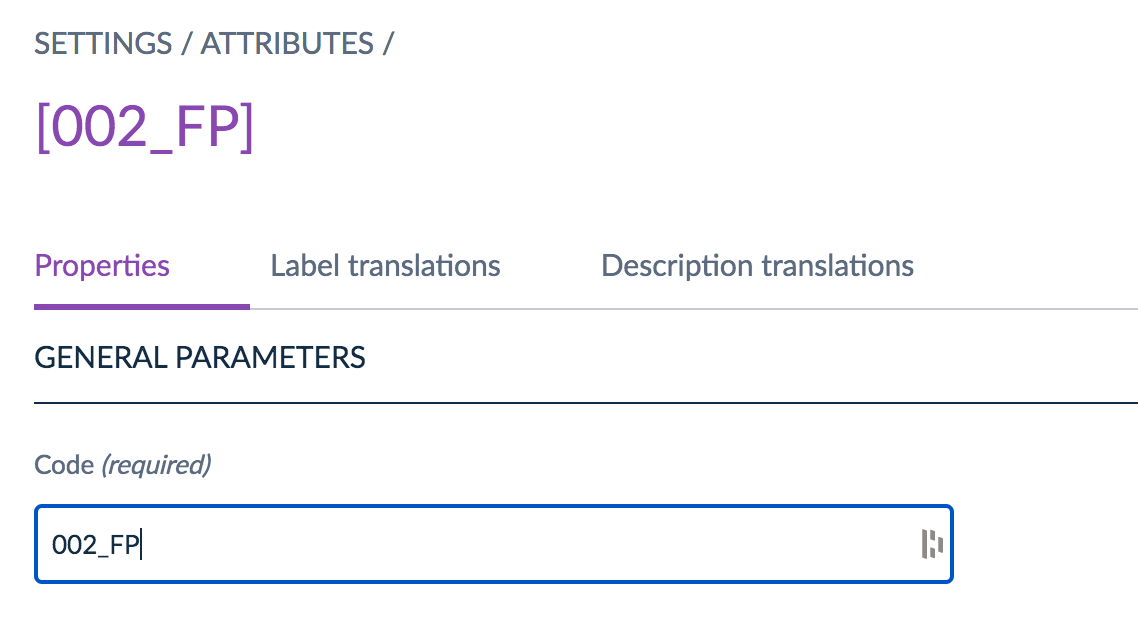 SETTINGS / ATTRIBUTES /
[002_FP]
Properties Label translations Description translations
GENERAL PARAMETERS
Code (required)
002_FP